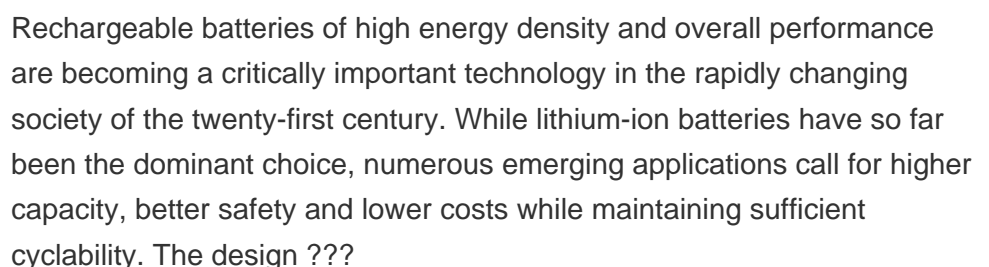 Rechargeable batteries of high energy density and overall performance
are becoming a critically important technology in the rapidly changing
society of the twenty-first century. While lithium-ion batteries have so far
been the dominant choice, numerous emerging applications call for higher
capacity, better safety and lower costs while maintaining sufficient
cyclability. The design ???